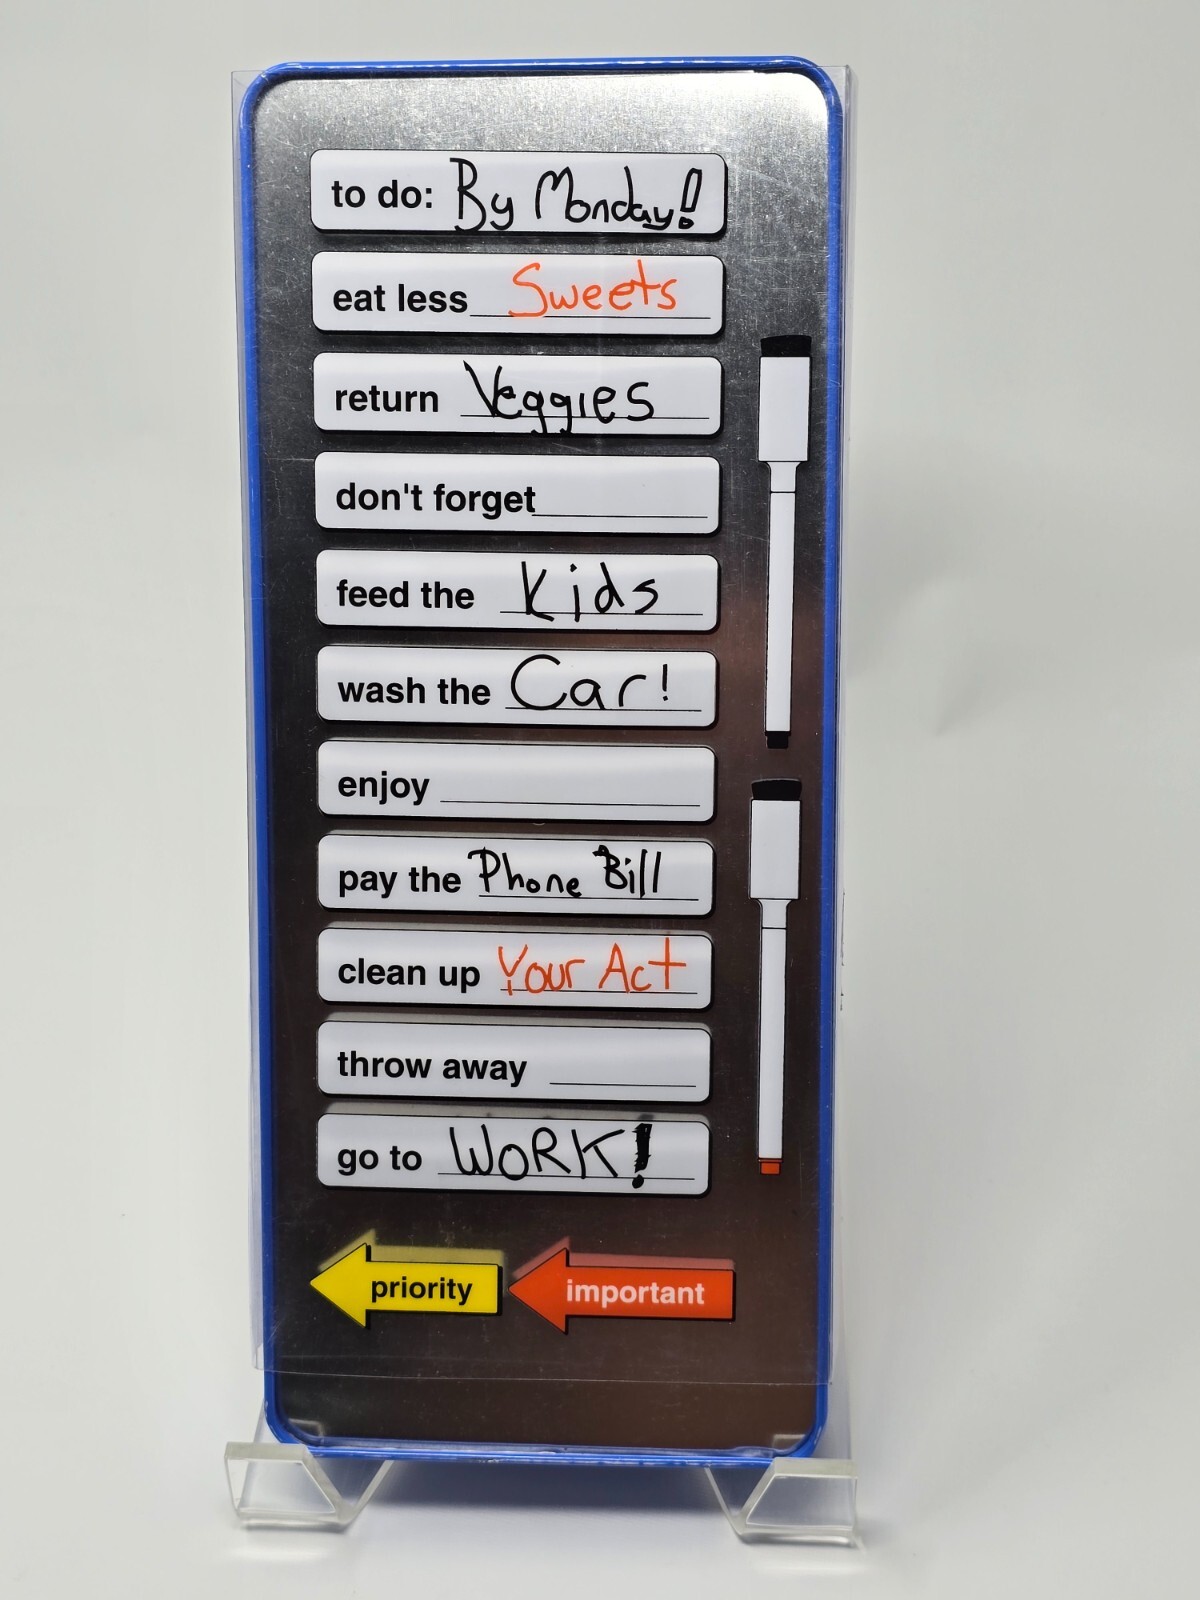 to do: By Monday!
eat less Sweets
return Veggies
don't forget
feed the Kids
wash the Car!
enjoy
pay the Phone Bill
clean up Your Act
throw away
go to WORK!
priority important